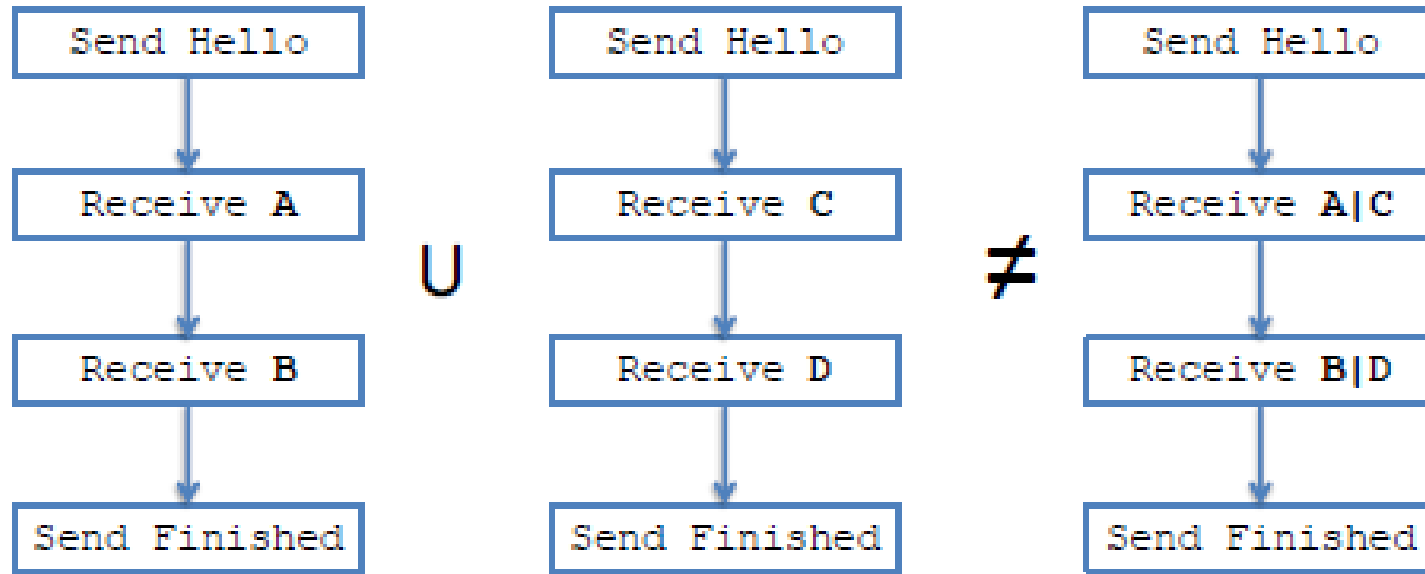 Send Hello
Receive A
Receive B
Send Finished
∪
Send Hello
Receive C
Receive D
Send Finished
≠
Send Hello
Receive A|C
Receive B|D
Send Finished